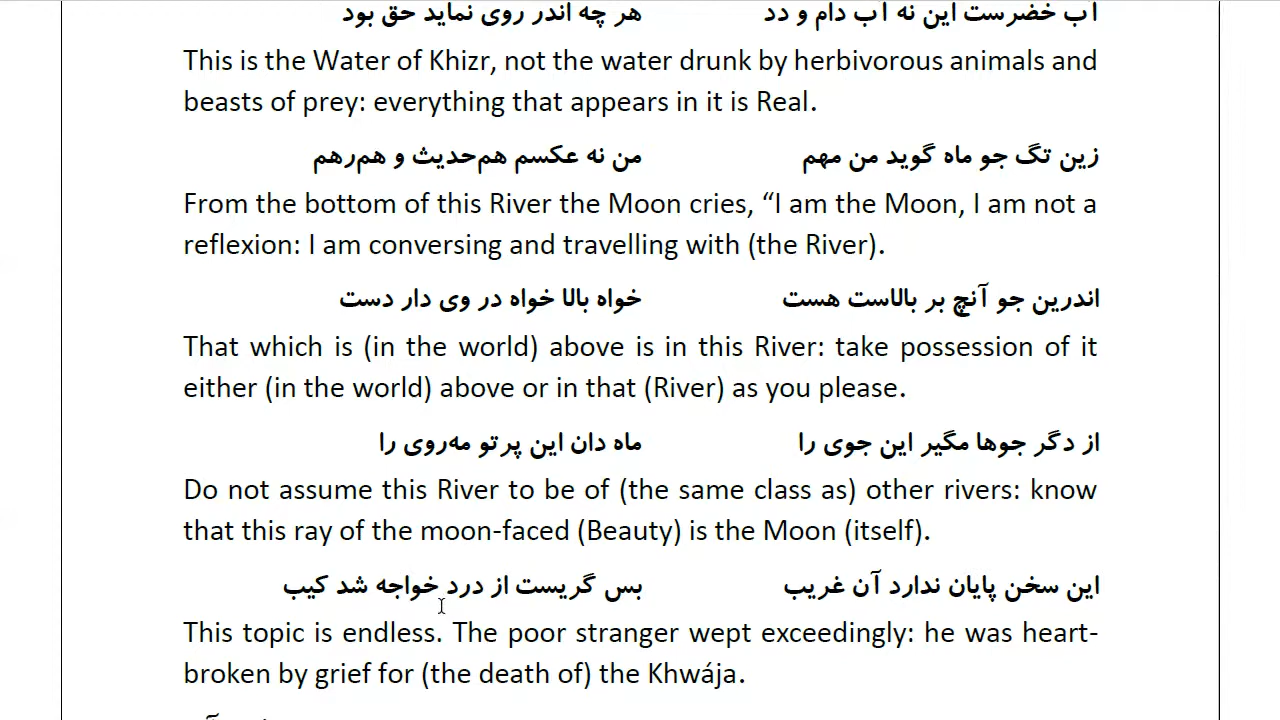 آب خضرست این نه آب دام و دد هر چه اندر روی نماید حق بود
This is the Water of Khizr, not the water drunk by herbivorous animals and
beasts of prey: everything that appears in it is Real.
زین تگ جو ماه گوید من مهم من نه عکسم هم‌حدیث و هم‌رهم
From the bottom of this River the Moon cries, “I am the Moon, I am not a
reflexion: I am conversing and travelling with (the River).
اندرین جو آنچ بر بالاست هست خواه بالا خواه در وی دار دست
That which is (in the world) above is in this River: take possession of it
either (in the world) above or in that (River) as you please.
از دگر جوها مگیر این جوی را ماه دان این پرتو مه‌روی را
Do not assume this River to be of (the same class as) other rivers: know
that this ray of the moon-faced (Beauty) is the Moon (itself).
این سخن پایان ندارد آن غریب بس گریست از درد خواجه شد کیب
This topic is endless. The poor stranger wept exceedingly: he was heart-
broken by grief for (the death of) the Khwája.